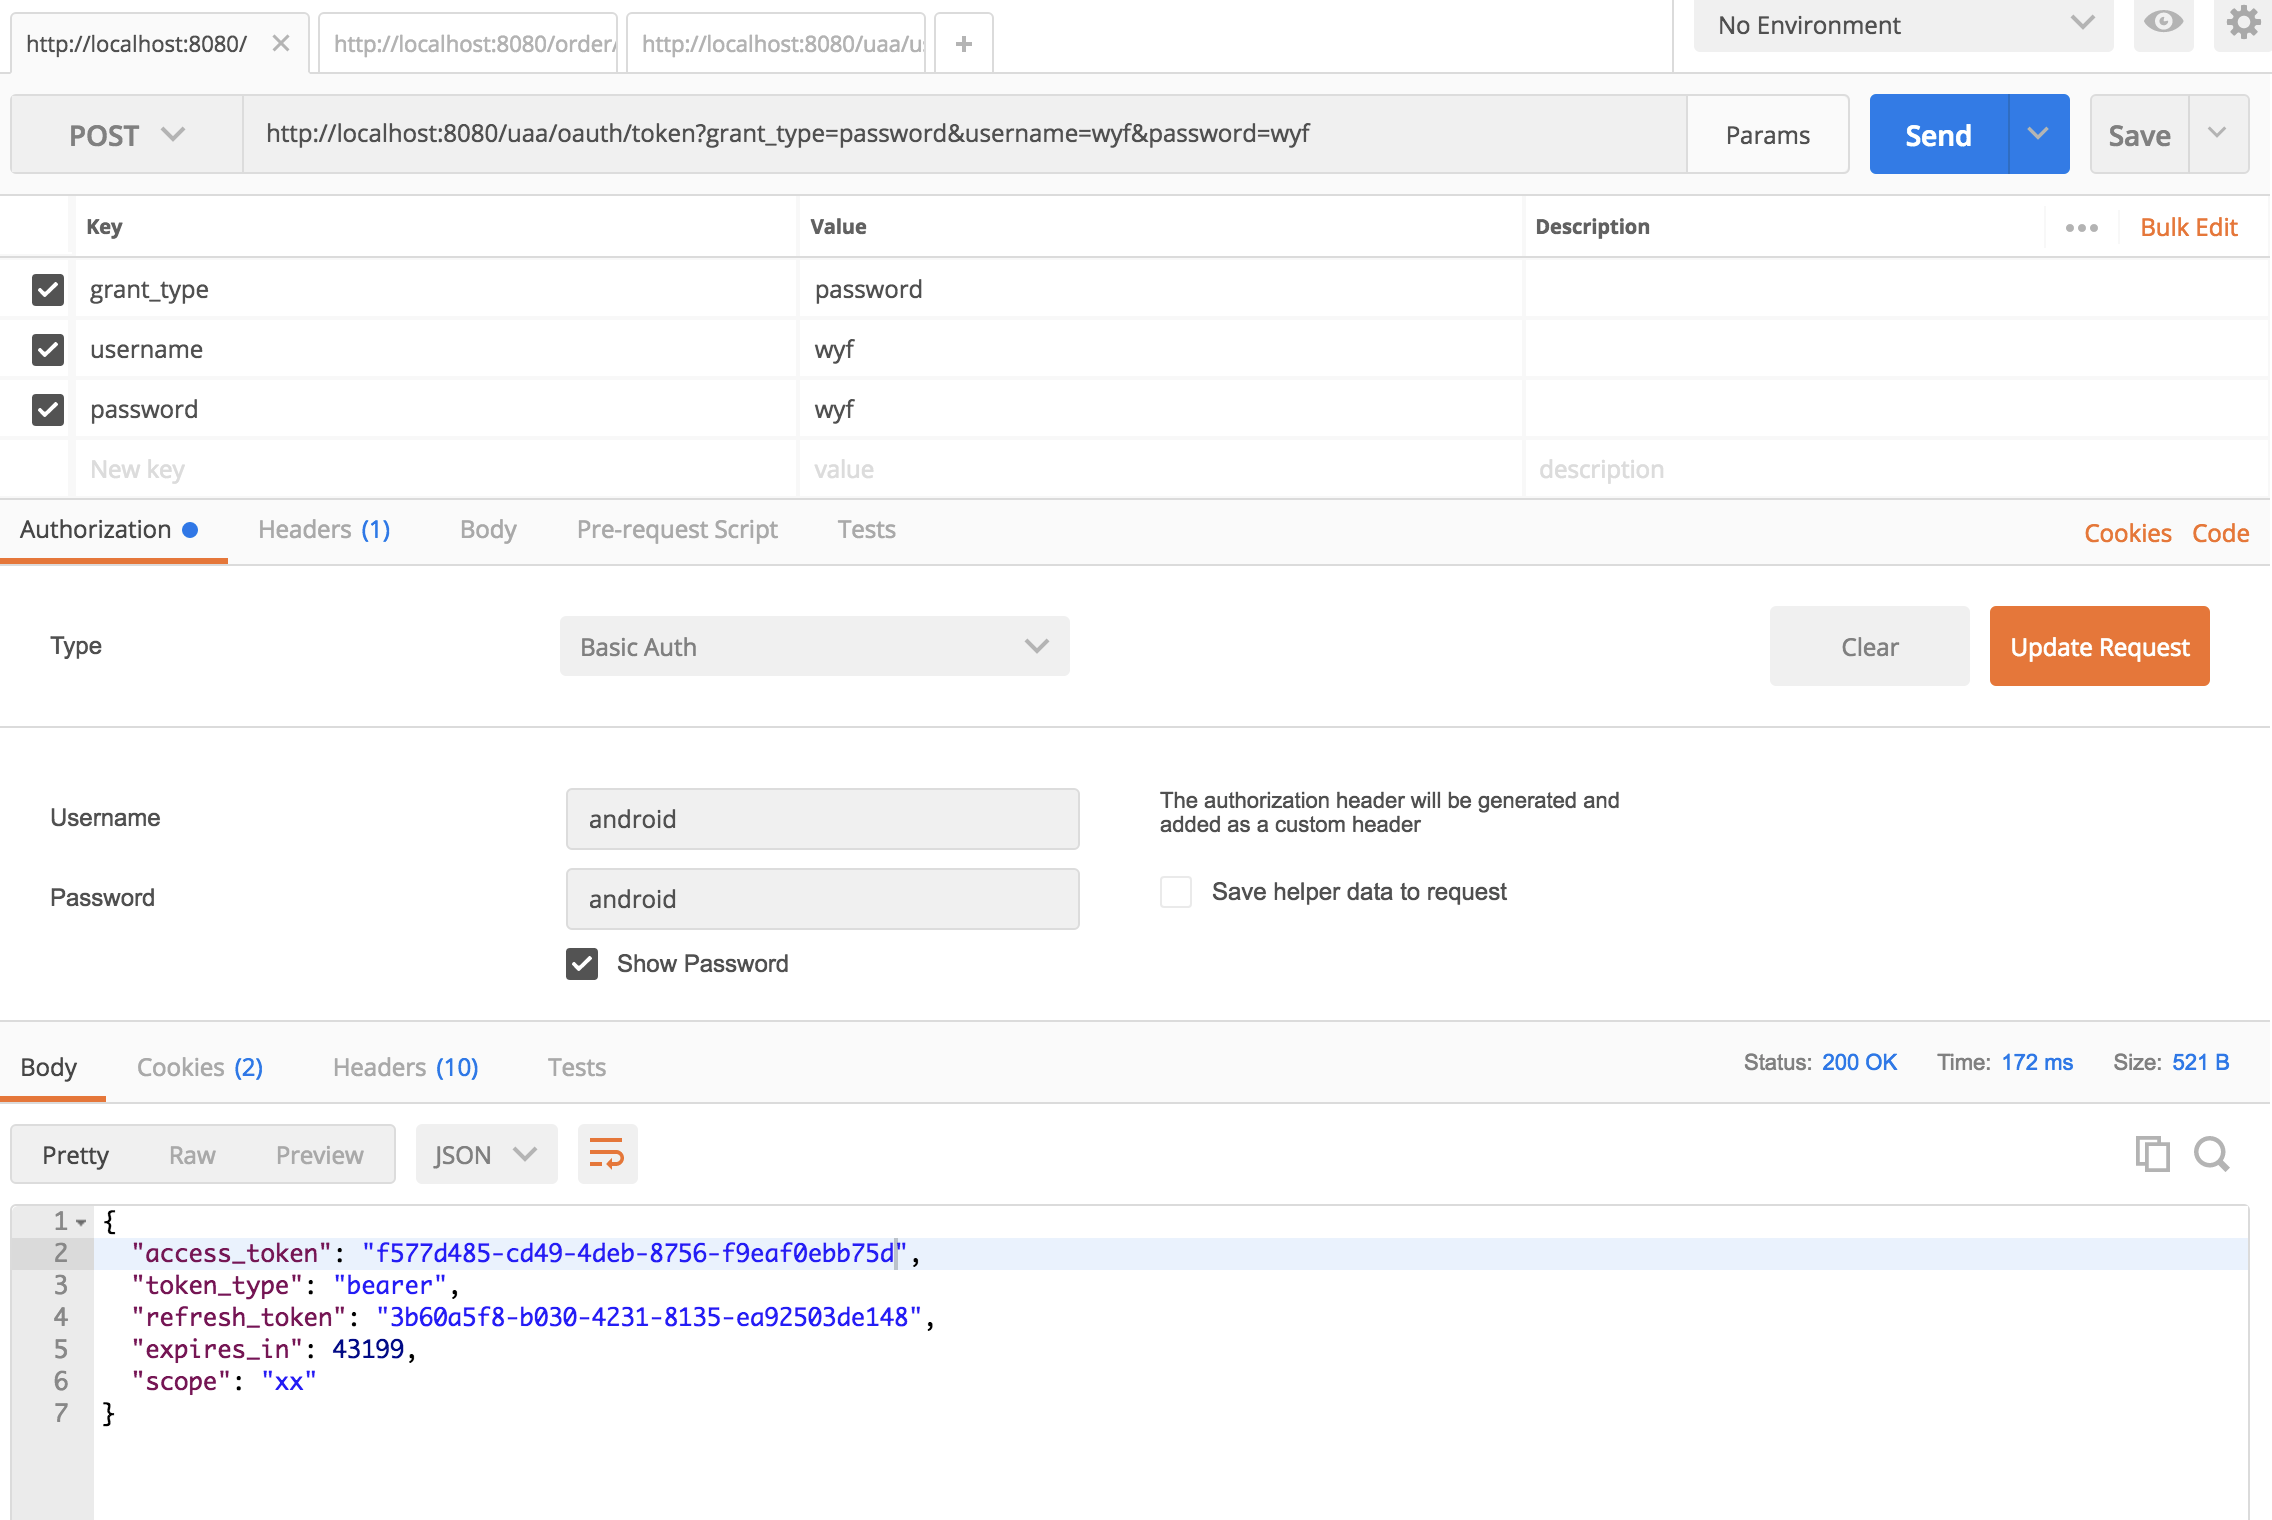 http://localhost:8080/
http://localhost:8080/order/
http://localhost:8080/uaa/u
+
No Environment
POST
http://localhost:8080/uaa/oauth/token?grant_type=password&username=wyf&password=wyf
Params
Send
Save
Key Value Description ••• Bulk Edit
grant_type password
username wyf
password wyf
New key value description
Authorization Headers (1) Body Pre-request Script Tests Cookies Code
Type Basic Auth Clear Update Request
Username android
The authorization header will be generated and
added as a custom header
Password android
Save helper data to request
Show Password
Body Cookies (2) Headers (10) Tests Status: 200 OK Time: 172 ms Size: 521 B
Pretty Raw Preview JSON
1 {
2 "access_token": "f577d485-cd49-4deb-8756-f9eaf0ebb75d",
3 "token_type": "bearer",
4 "refresh_token": "3b60a5f8-b030-4231-8135-ea92503de148",
5 "expires_in": 43199,
6 "scope": "xx"
7 }